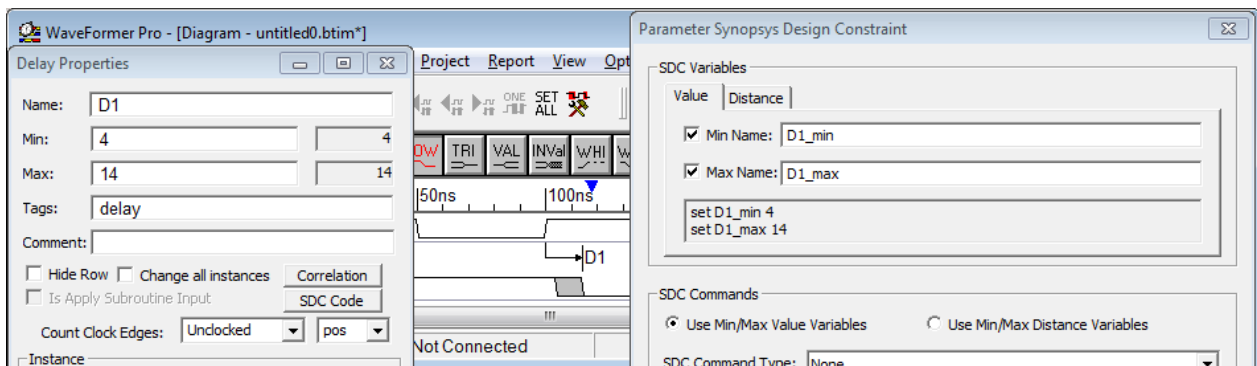 WaveFormer Pro - [Diagram - untitled0.btim*]
Project Report View Opt
ONE SET ALL
OW TRI VAL INVal WHI W
50ns 100ns
D1
Not Connected
Delay Properties
Name: D1
Min: 4 4
Max: 14 14
Tags: delay
Comment:
Hide Row Change all instances Correlation
Is Apply Subroutine Input SDC Code
Count Clock Edges: Unclocked pos
Instance
Parameter Synopsys Design Constraint
SDC Variables
Value Distance
Min Name: D1_min
Max Name: D1_max
set D1_min 4
set D1_max 14
SDC Commands
Use Min/Max Value Variables Use Min/Max Distance Variables
SDC Command Type: None